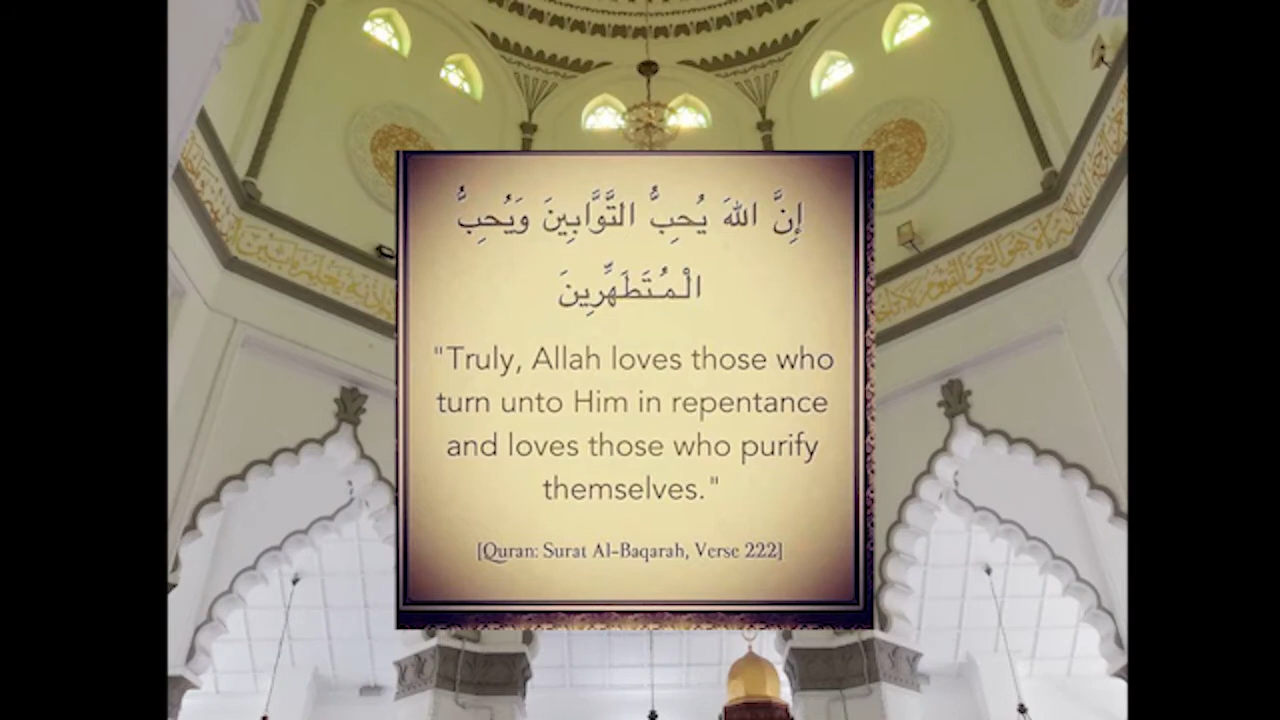 إِنَّ اللهَ يُحِبُّ التَّوَّابِينَ وَيُحِبُّ
الْمُتَطَهِّرِينَ
"Truly, Allah loves those who
turn unto Him in repentance
and loves those who purify
themselves."
[Quran: Surat Al-Baqarah, Verse 222]